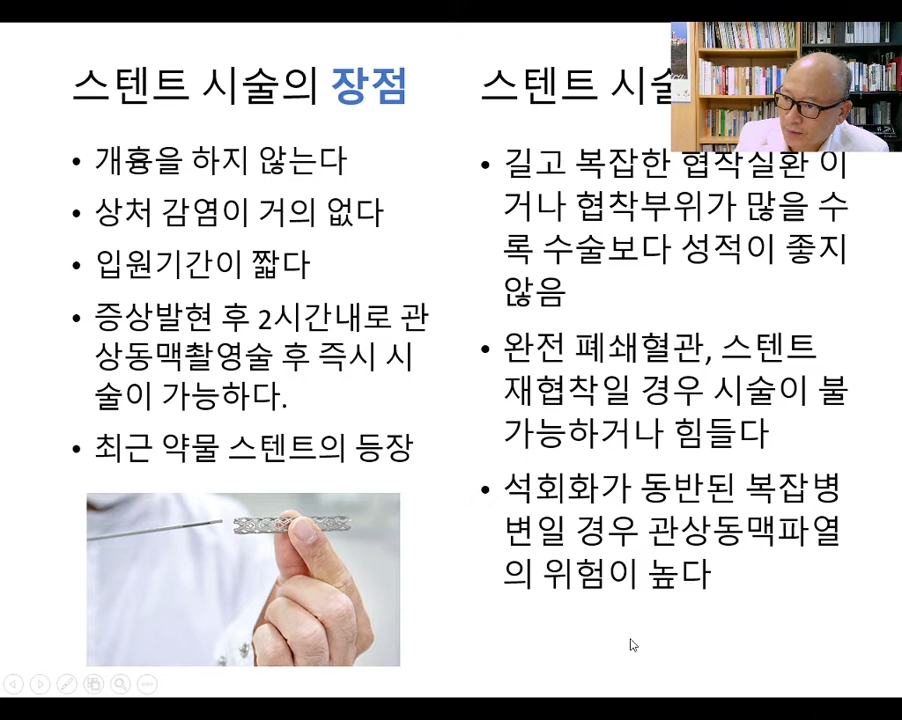 스텐트 시술의 장점
• 개흉을 하지 않는다
• 상처 감염이 거의 없다
• 입원기간이 짧다
• 증상발현 후 2시간내로 관
상동맥촬영술 후 즉시 시
술이 가능하다.
• 최근 약물 스텐트의 등장
스텐트 시술
• 길고 복잡한 협착질환 이
거나 협착부위가 많을 수
록 수술보다 성적이 좋지
않음
• 완전 폐쇄혈관, 스텐트
재협착일 경우 시술이 불
가능하거나 힘들다
• 석회화가 동반된 복잡병
변일 경우 관상동맥파열
의 위험이 높다